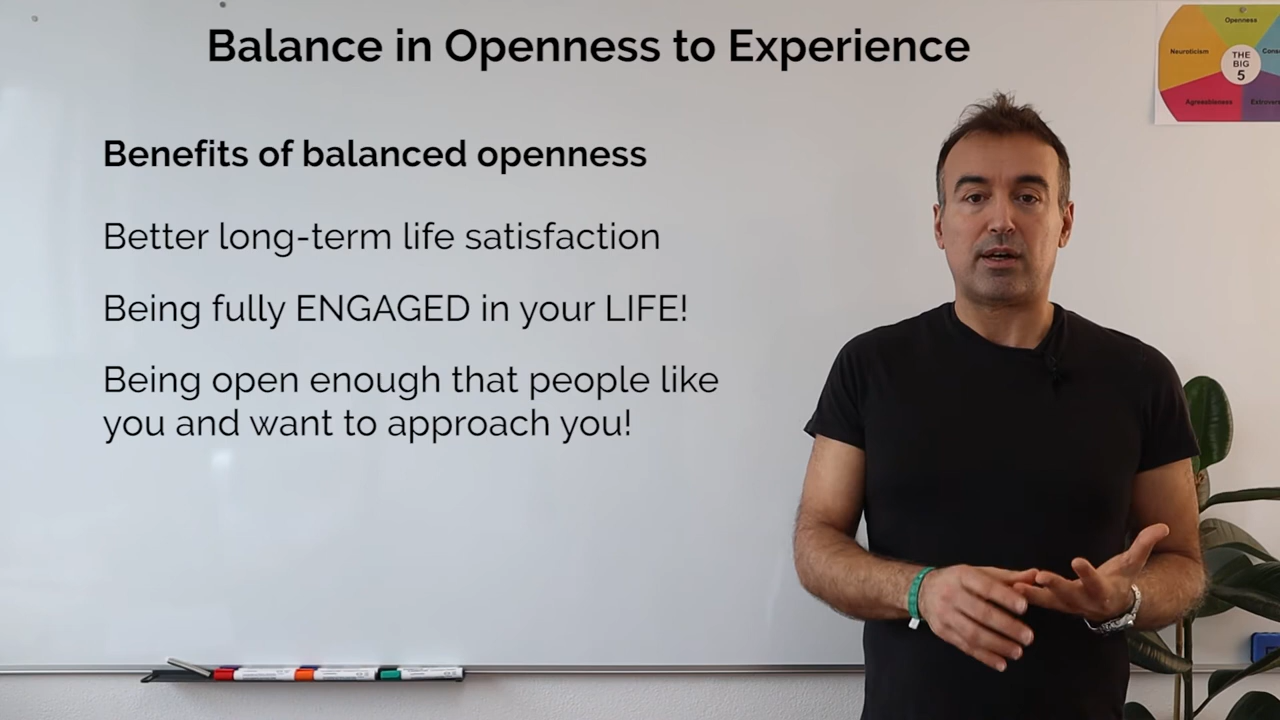 Balance in Openness to Experience
Benefits of balanced openness
Better long-term life satisfaction
Being fully ENGAGED in your LIFE!
Being open enough that people like
you and want to approach you!
Openness
Neuroticism
THE
BIG
5
Agreeableness